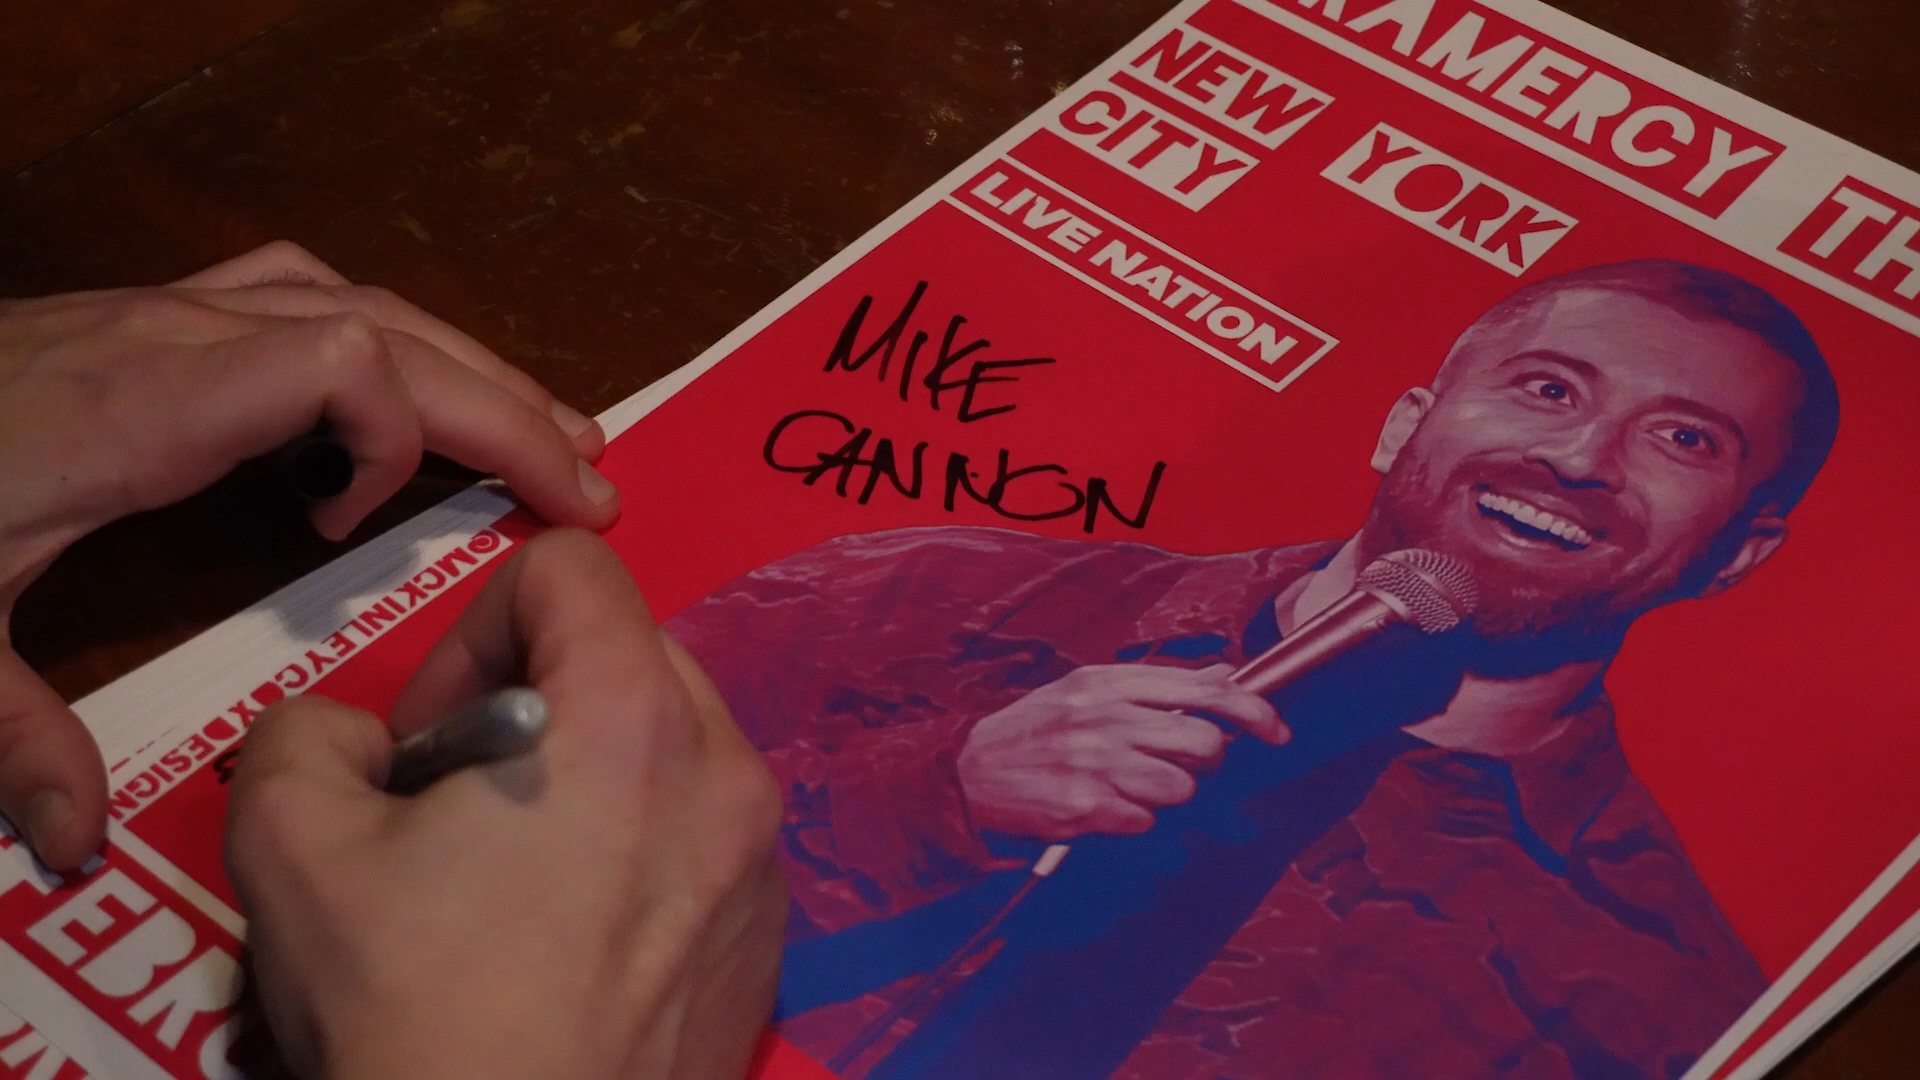 RAMERCY TH
NEW YORK
CITY
LIVE NATION
MIKE
CANNON
@MCKINLEYCOXDESIGN